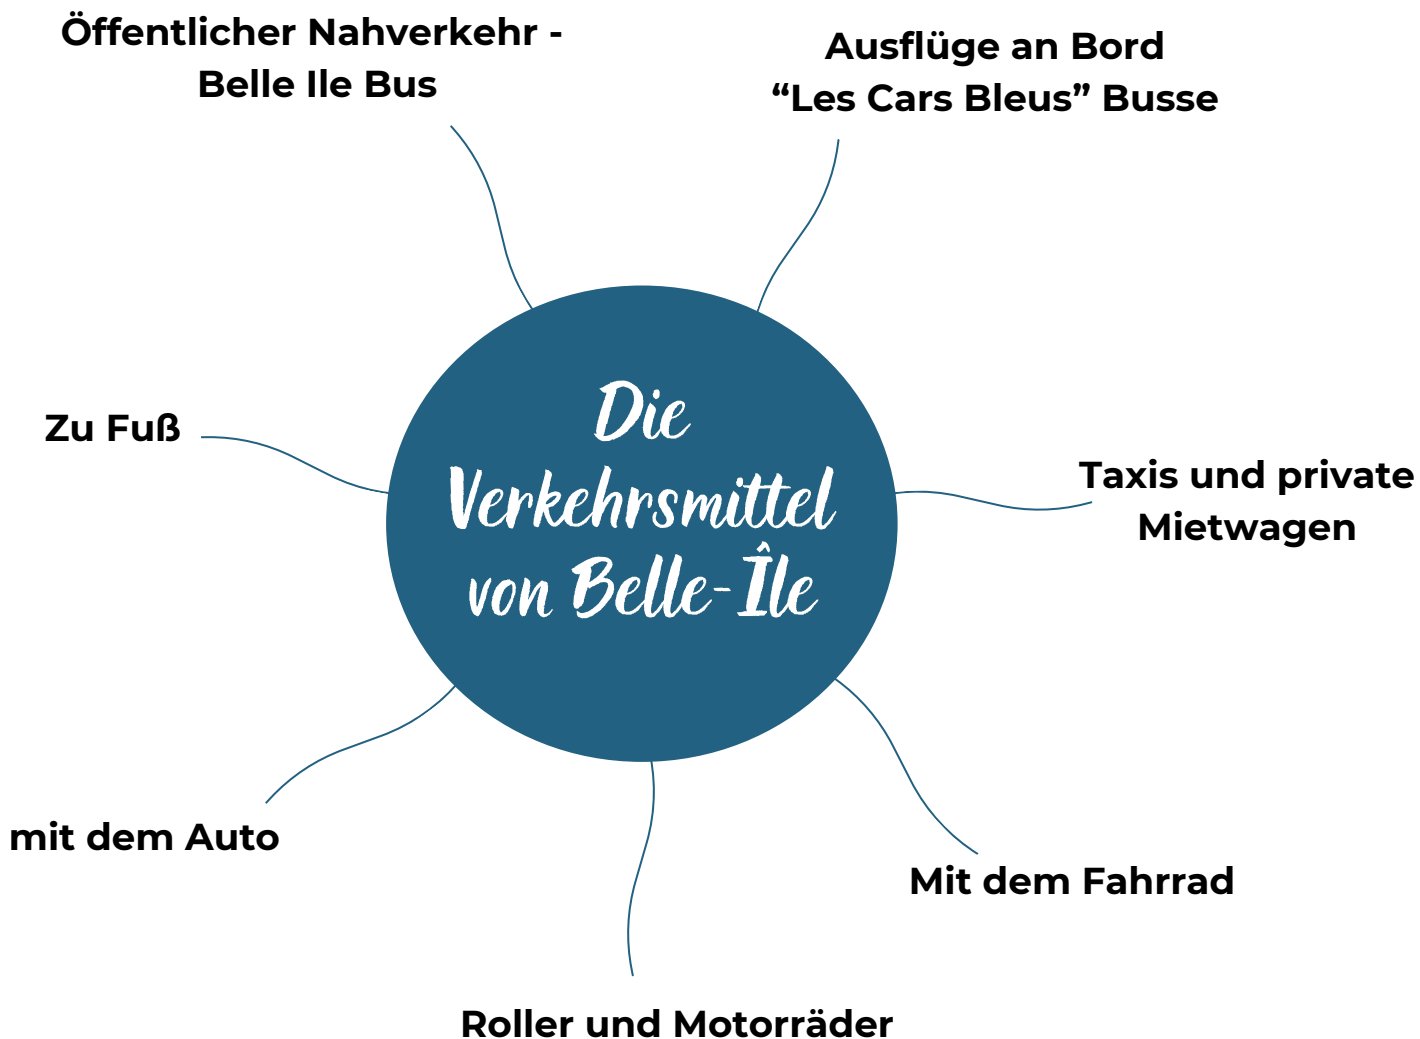 Öffentlicher Nahverkehr -
Belle Ile Bus
Ausflüge an Bord
“Les Cars Bleus” Busse
Zu Fuß
Die
Verkehrsmittel
von Belle-Île
Taxis und private
Mietwagen
mit dem Auto
Mit dem Fahrrad
Roller und Motorräder